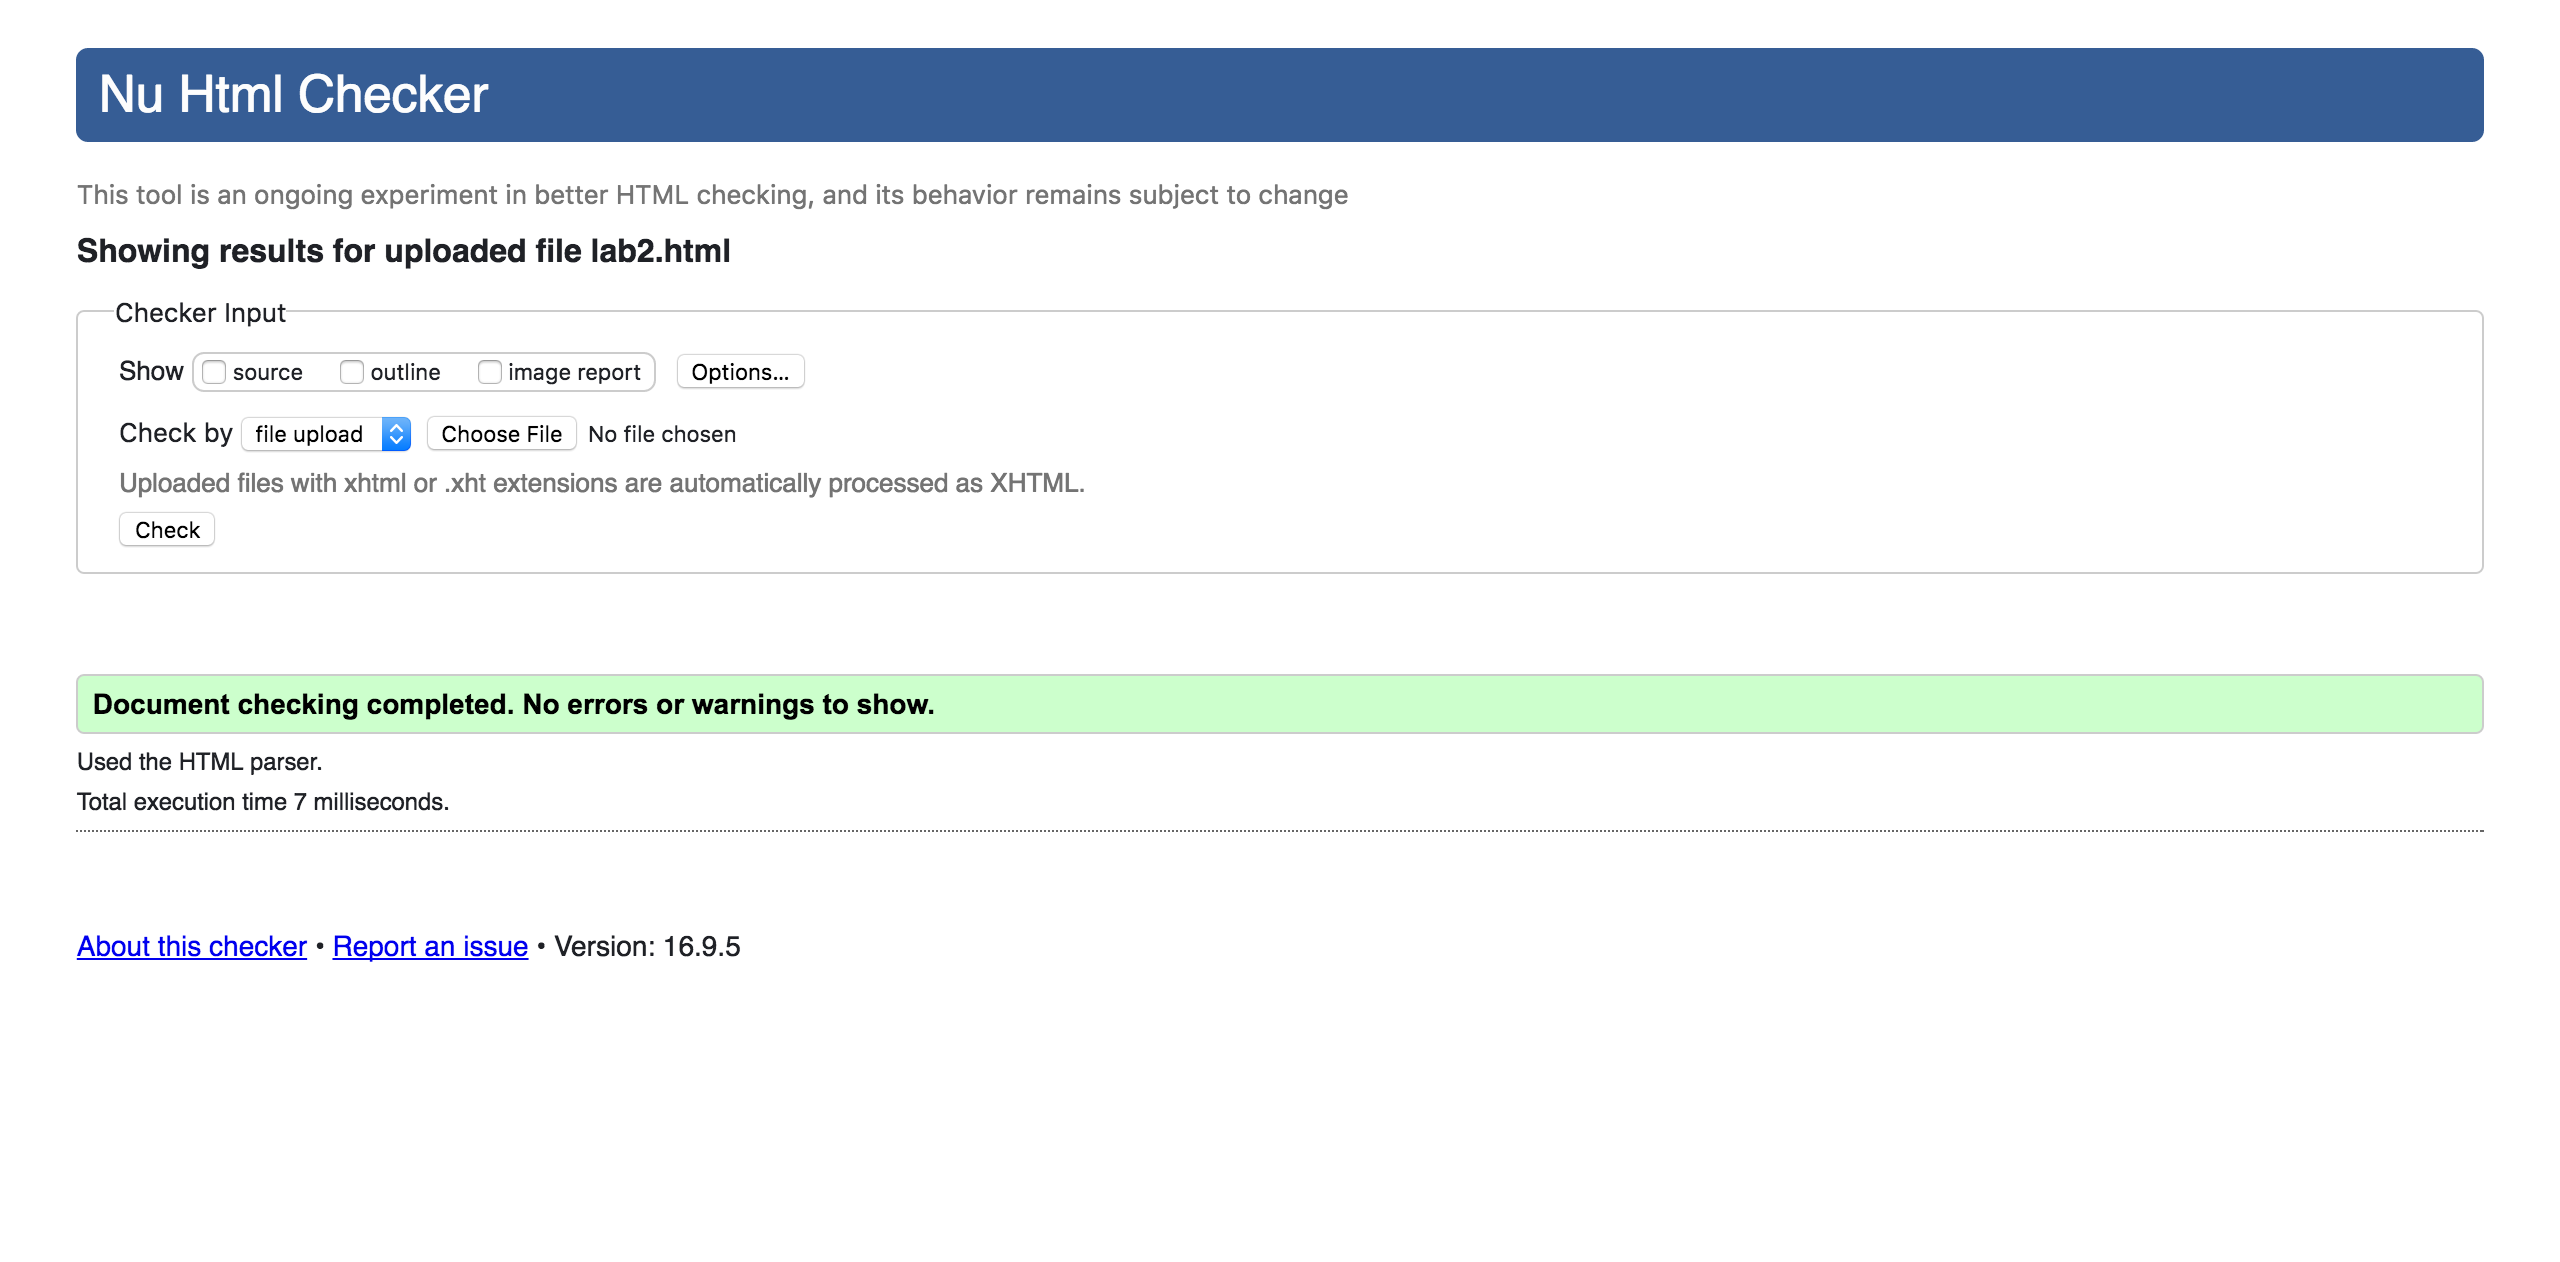 Nu Html Checker
This tool is an ongoing experiment in better HTML checking, and its behavior remains subject to change
Showing results for uploaded file lab2.html
Checker Input
Show source outline image report Options...
Check by file upload Choose File No file chosen
Uploaded files with xhtml or .xht extensions are automatically processed as XHTML.
Check
Document checking completed. No errors or warnings to show.
Used the HTML parser.
Total execution time 7 milliseconds.
About this checker • Report an issue • Version: 16.9.5